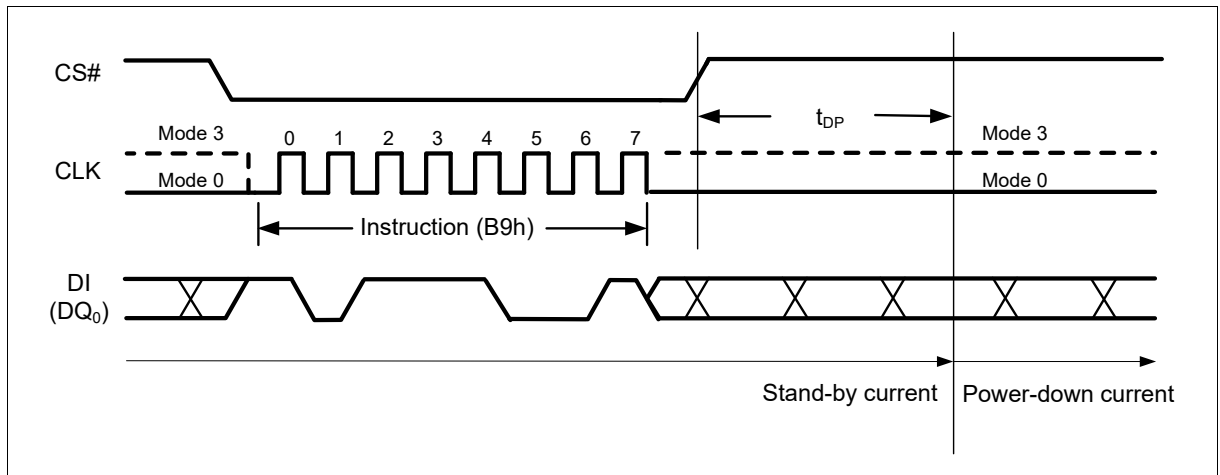 CS#
t_DP
Mode 3
0 1 2 3 4 5 6 7
Mode 3
CLK
Mode 0
Mode 0
Instruction (B9h)
DI
(DQ₀)
Stand-by current
Power-down current